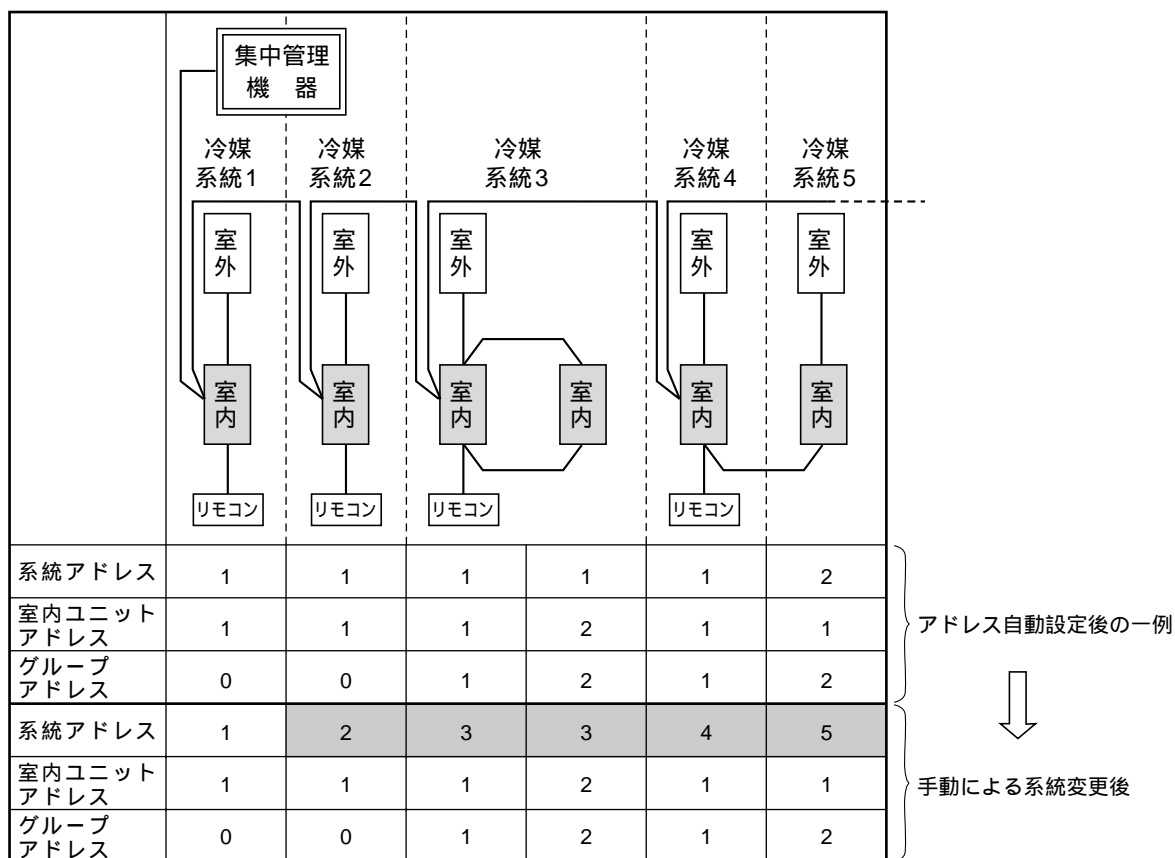 集中管理
機 器
冷媒
系統1
冷媒
系統2
冷媒
系統3
冷媒
系統4
冷媒
系統5
室外
室外
室外
室外
室外
室内
室内
室内
室内
室内
室内
リモコン
リモコン
リモコン
リモコン
系統アドレス 1 1 1 1 1 2
室内ユニット
アドレス 1 1 1 2 1 1
グループ
アドレス 0 0 1 2 1 2
アドレス自動設定後の一例
系統アドレス 1 2 3 3 4 5
室内ユニット
アドレス 1 1 1 2 1 1
グループ
アドレス 0 0 1 2 1 2
手動による系統変更後